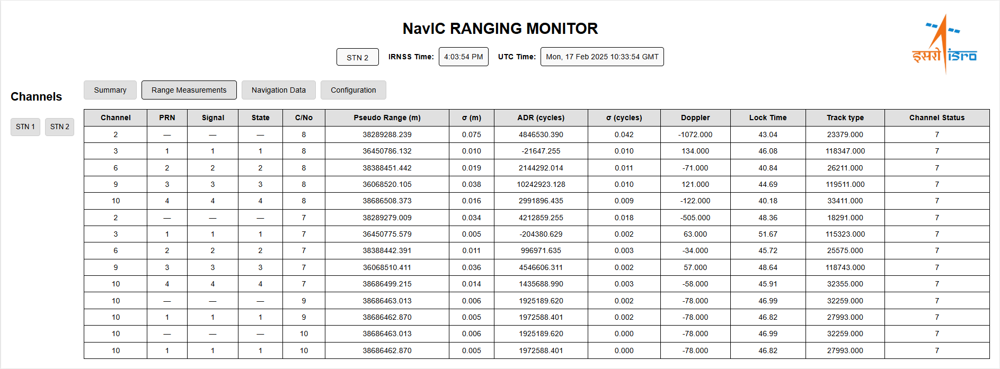 NavIC RANGING MONITOR
STN 2 IRNSS Time: 4:03:54 PM UTC Time: Mon, 17 Feb 2025 10:33:54 GMT
इसरो isro
Channels
STN 1 STN 2
Summary Range Measurements Navigation Data Configuration
Channel PRN Signal State C/No Pseudo Range (m) σ (m) ADR (cycles) σ (cycles) Doppler Lock Time Track type Channel Status
2 — — — 8 38289288.239 0.075 4846530.390 0.042 -1072.000 43.04 23379.000 7
3 1 1 1 8 36450786.132 0.010 -21647.255 0.010 134.000 46.08 118347.000 7
6 2 2 2 8 38388451.442 0.019 2144292.014 0.011 -71.000 40.84 26211.000 7
9 3 3 3 8 36068520.105 0.038 10242923.128 0.010 121.000 44.69 119511.000 7
10 4 4 4 8 38686508.373 0.016 2991896.435 0.009 -122.000 40.18 33411.000 7
2 — — — 7 38289279.009 0.034 4212859.255 0.018 -505.000 48.36 18291.000 7
3 1 1 1 7 36450775.579 0.005 -204380.629 0.002 63.000 51.67 115323.000 7
6 2 2 2 7 38388442.391 0.011 996971.635 0.003 -34.000 45.72 25575.000 7
9 3 3 3 7 36068510.411 0.036 4546606.311 0.002 57.000 48.64 118743.000 7
10 4 4 4 7 38686499.215 0.014 1435688.990 0.003 -58.000 45.91 32355.000 7
10 — — — 9 38686463.013 0.006 1925189.620 0.002 -78.000 46.99 32259.000 7
10 1 1 1 9 38686462.870 0.005 1972588.401 0.002 -78.000 46.82 27993.000 7
10 — — — 10 38686463.013 0.006 1925189.620 0.000 -78.000 46.99 32259.000 7
10 1 1 1 10 38686462.870 0.005 1972588.401 0.000 -78.000 46.82 27993.000 7